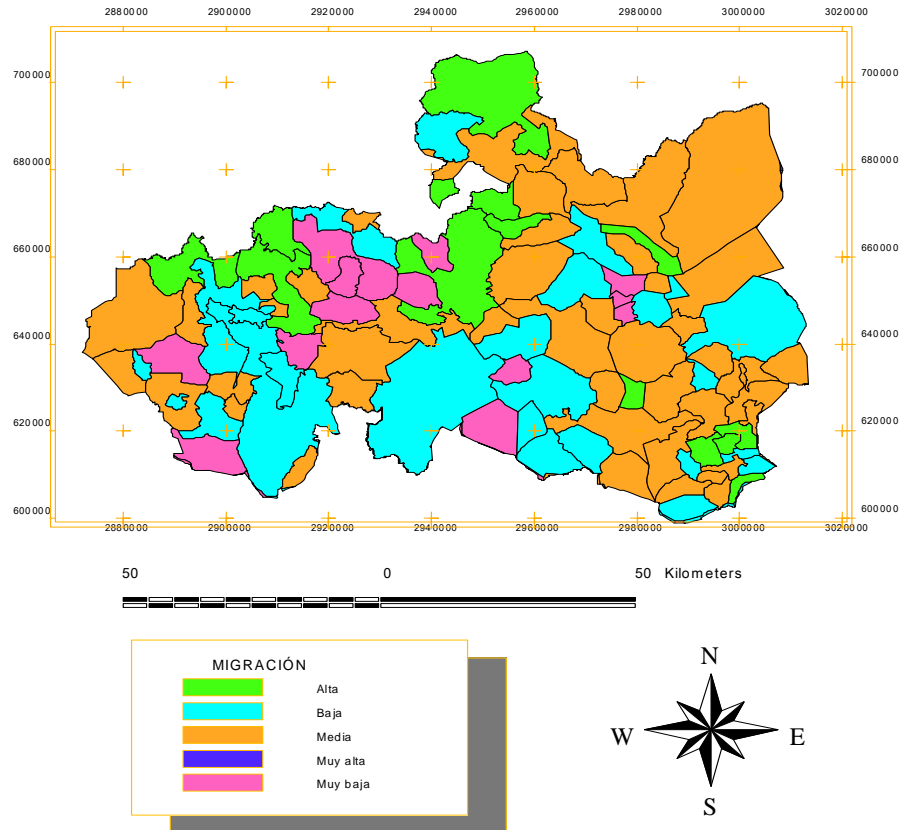 2880000 2900000 2920000 2940000 2960000 2980000 3000000 3020000
700000 700000
680000 680000
660000 660000
640000 640000
620000 620000
600000 600000
2880000 2900000 2920000 2940000 2960000 2980000 3000000 3020000
50 0 50 Kilometers
MIGRACIÓN
Alta
Baja
Media
Muy alta
Muy baja
N
W E
S